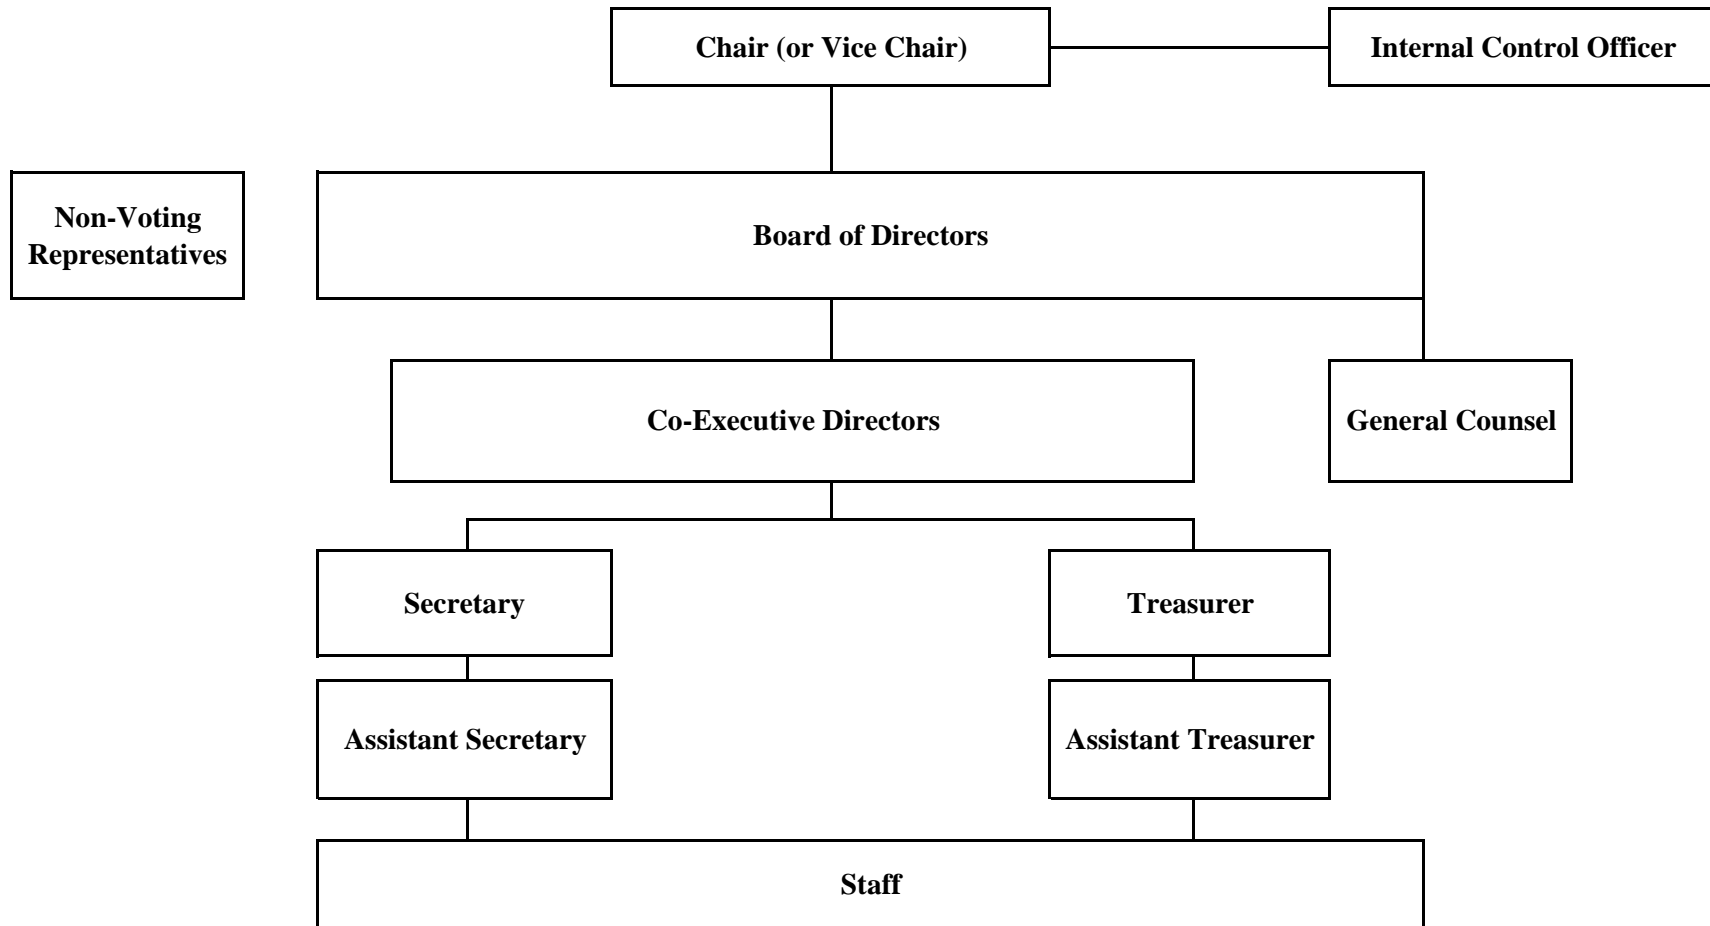 Chair (or Vice Chair)
Internal Control Officer
Non-Voting
Representatives
Board of Directors
Co-Executive Directors
General Counsel
Secretary
Treasurer
Assistant Secretary
Assistant Treasurer
Staff